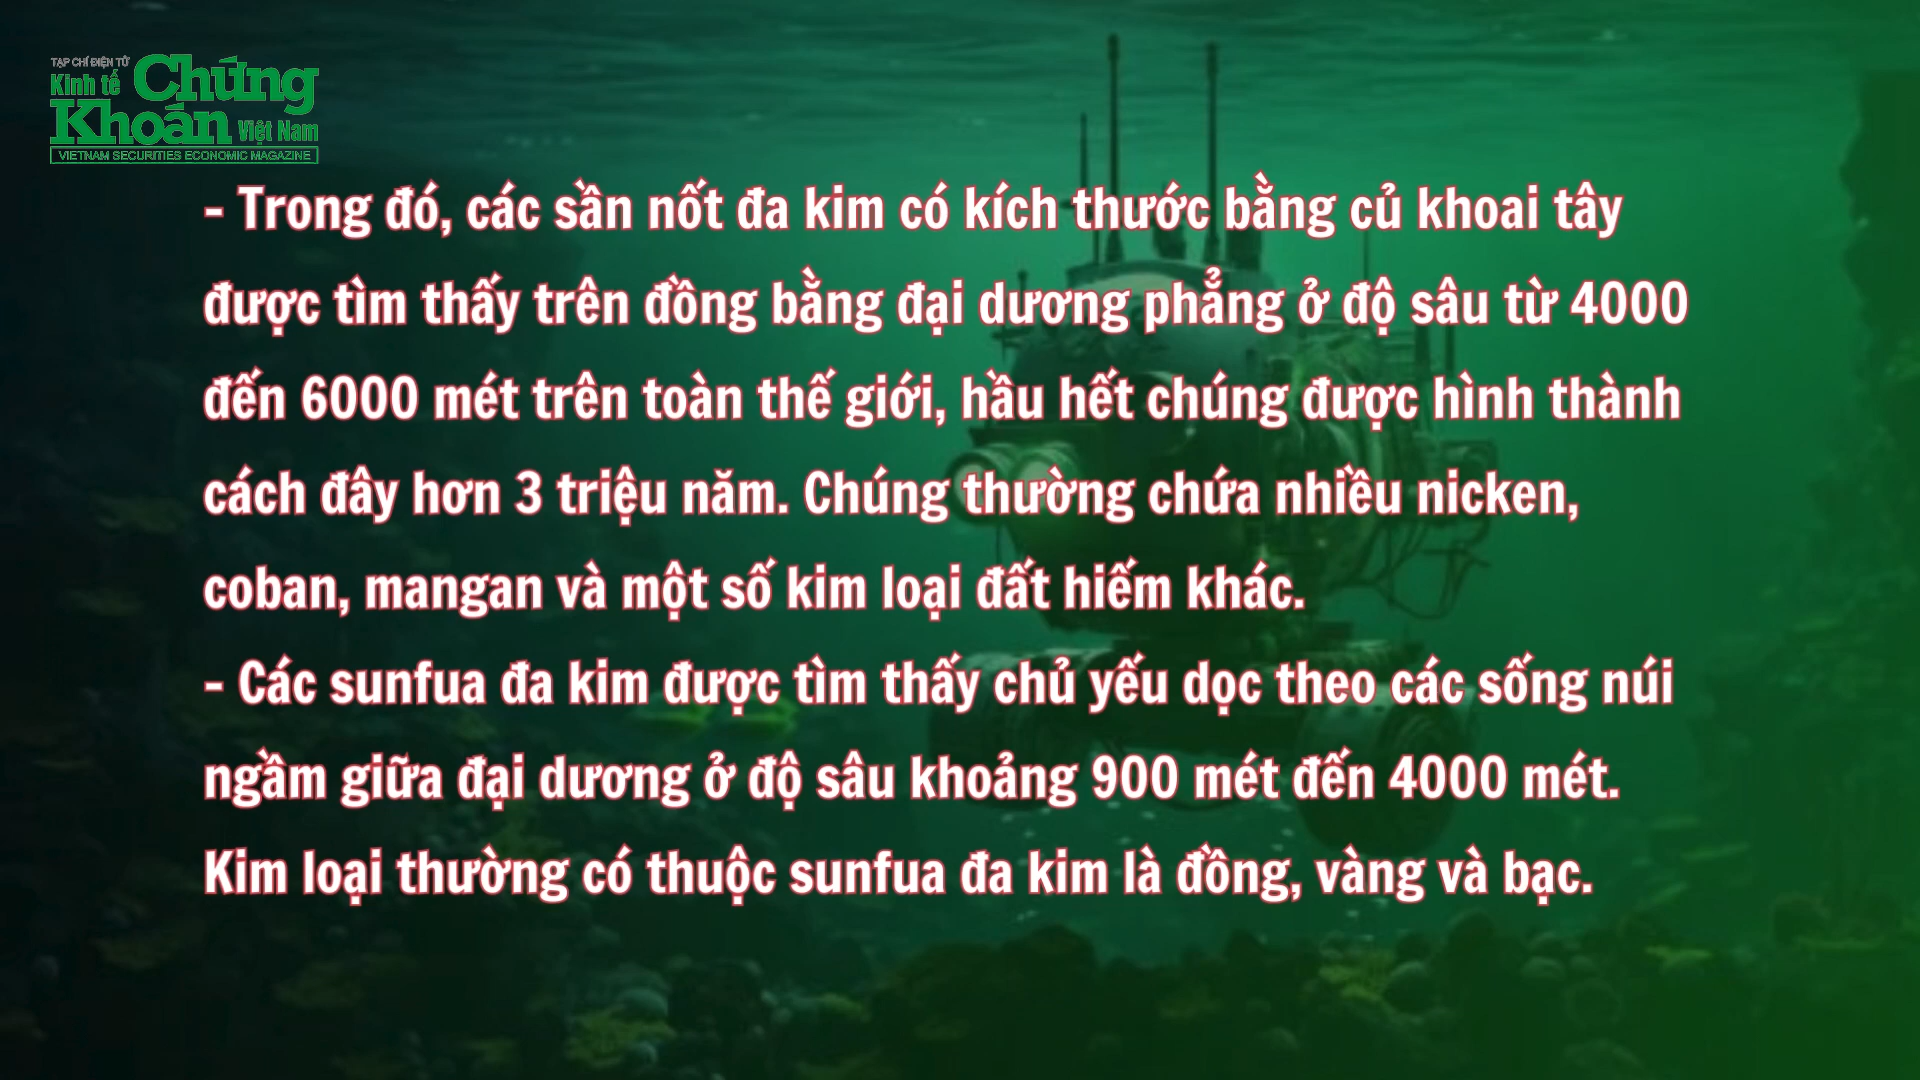 TẠP CHÍ ĐIỆN TỬ
Kinh tế Chứng
Khoán Việt Nam
VIETNAM SECURITIES ECONOMIC MAGAZINE
- Trong đó, các sần nốt đa kim có kích thước bằng củ khoai tây
được tìm thấy trên đồng bằng đại dương phẳng ở độ sâu từ 4000
đến 6000 mét trên toàn thế giới, hầu hết chúng được hình thành
cách đây hơn 3 triệu năm. Chúng thường chứa nhiều nicken,
coban, mangan và một số kim loại đất hiếm khác.
- Các sunfua đa kim được tìm thấy chủ yếu dọc theo các sống núi
ngầm giữa đại dương ở độ sâu khoảng 900 mét đến 4000 mét.
Kim loại thường có thuộc sunfua đa kim là đồng, vàng và bạc.